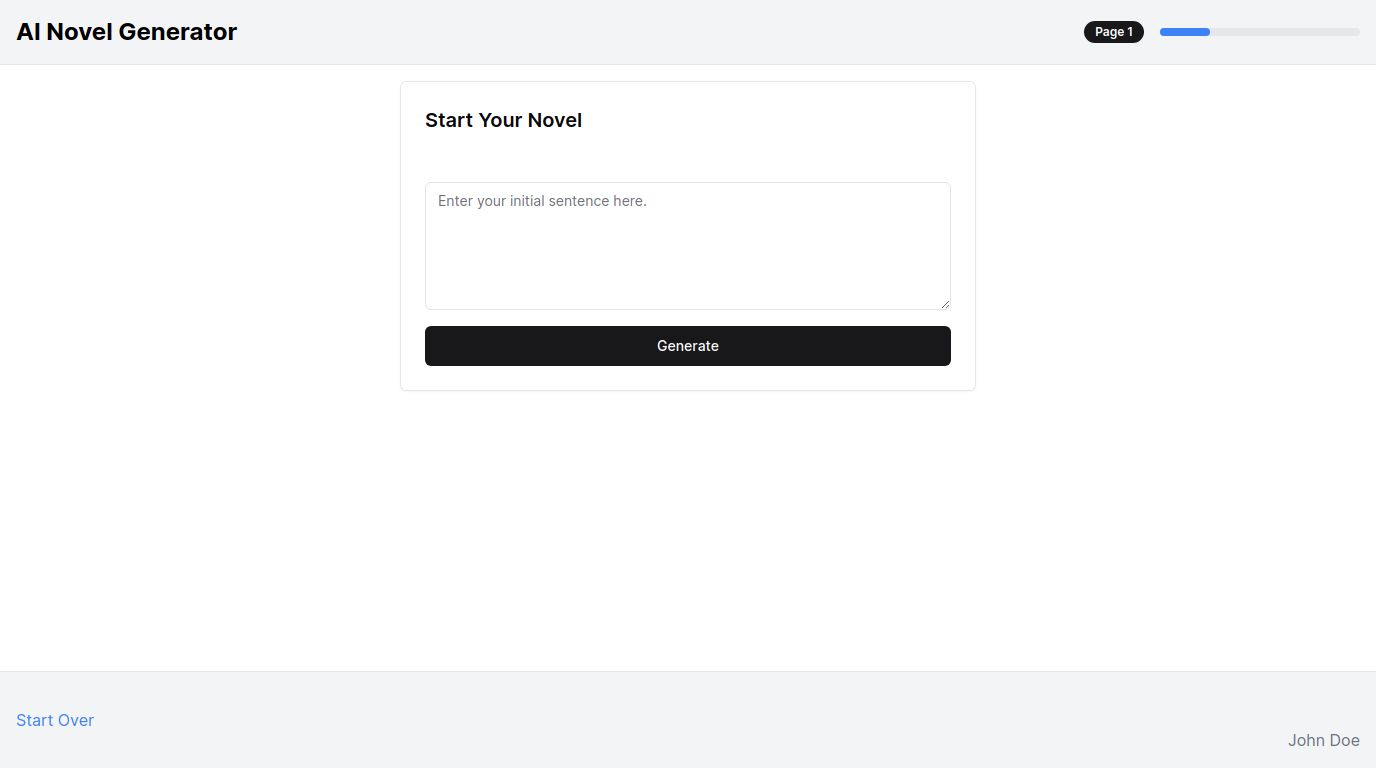 AI Novel Generator
Page 1
Start Your Novel
Enter your initial sentence here.
Generate
Start Over
John Doe